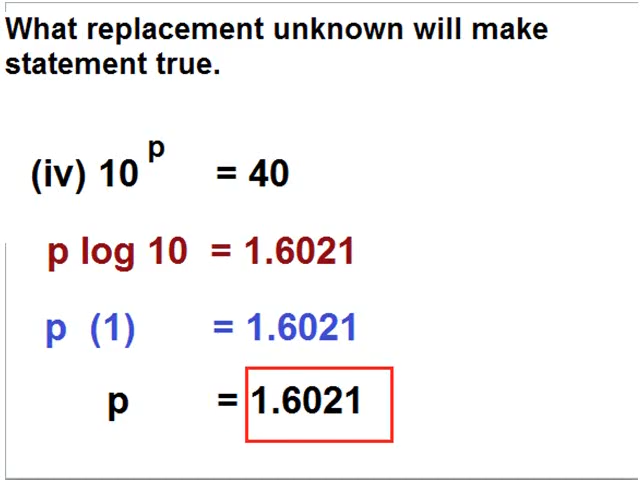 What replacement unknown will make
statement true.
(iv) 10^p = 40
p log 10 = 1.6021
p (1) = 1.6021
p = 1.6021